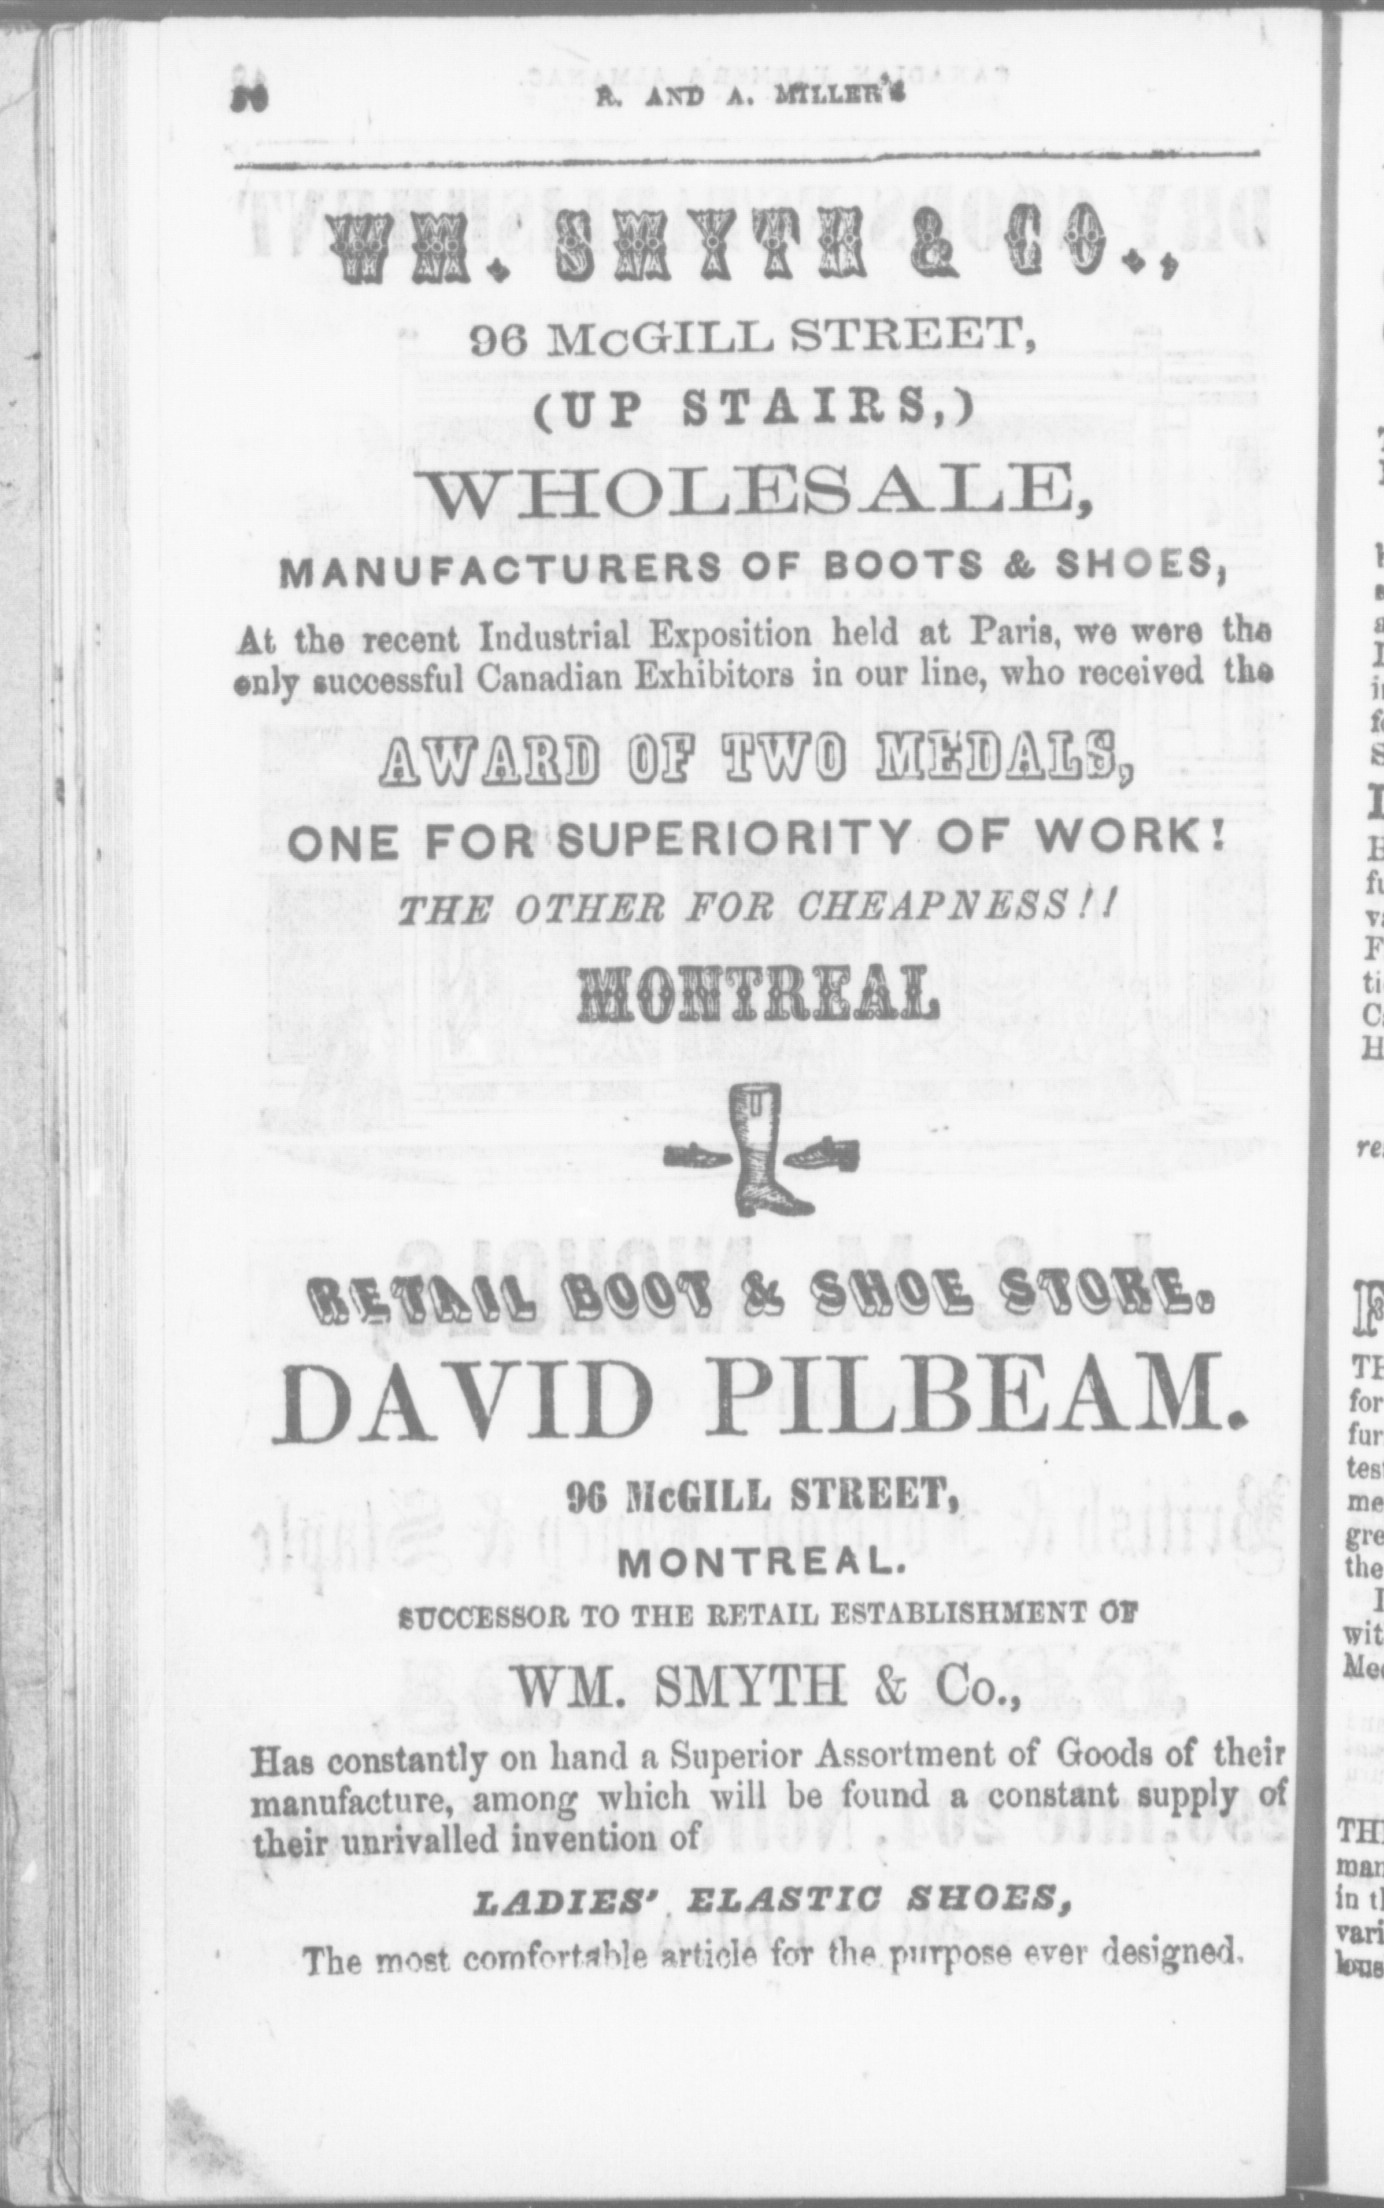 R. AND A. MILLER'S
WM. SMYTH & CO.,
96 McGILL STREET,
(UP STAIRS,)
WHOLESALE,
MANUFACTURERS OF BOOTS & SHOES,
At the recent Industrial Exposition held at Paris, we were the
only successful Canadian Exhibitors in our line, who received the
AWARD OF TWO MEDALS,
ONE FOR SUPERIORITY OF WORK!
THE OTHER FOR CHEAPNESS!!
MONTREAL
RETAIL BOOT & SHOE STORE.
DAVID PILBEAM.
96 McGILL STREET,
MONTREAL.
SUCCESSOR TO THE RETAIL ESTABLISHMENT OF
WM. SMYTH & Co.,
Has constantly on hand a Superior Assortment of Goods of their
manufacture, among which will be found a constant supply of
their unrivalled invention of
LADIES' ELASTIC SHOES,
The most comfortable article for the purpose ever designed.